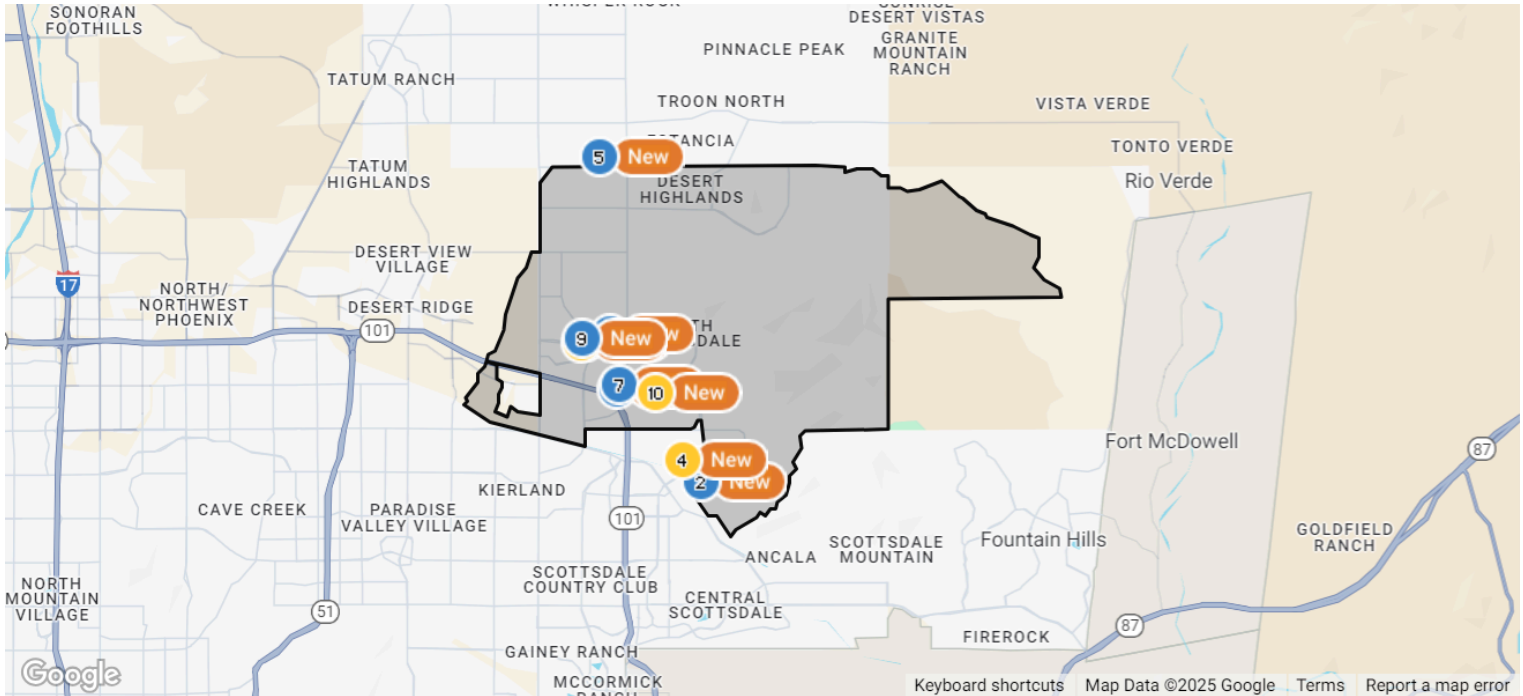 SONORAN
FOOTHILLS
DESERT VISTAS
GRANITE
MOUNTAIN
RANCH
PINNACLE PEAK
TATUM RANCH
TROON NORTH
VISTA VERDE
5
New
TONTO VERDE
TATUM
HIGHLANDS
DESERT
HIGHLANDS
Rio Verde
DESERT VIEW
VILLAGE
17
NORTH/
NORTHWEST
PHOENIX
DESERT RIDGE
101
9
New
7
10
New
4
New
2
New
Fort McDowell
87
KIERLAND
CAVE CREEK
PARADISE
VALLEY VILLAGE
101
GOLDFIELD
RANCH
SCOTTSDALE
MOUNTAIN
Fountain Hills
ANCALA
NORTH
MOUNTAIN
VILLAGE
SCOTTSDALE
COUNTRY CLUB
51
CENTRAL
SCOTTSDALE
87
FIREROCK
GAINEY RANCH
MCCORMICK
Google
Keyboard shortcuts
Map Data ©2025 Google
Terms
Report a map error